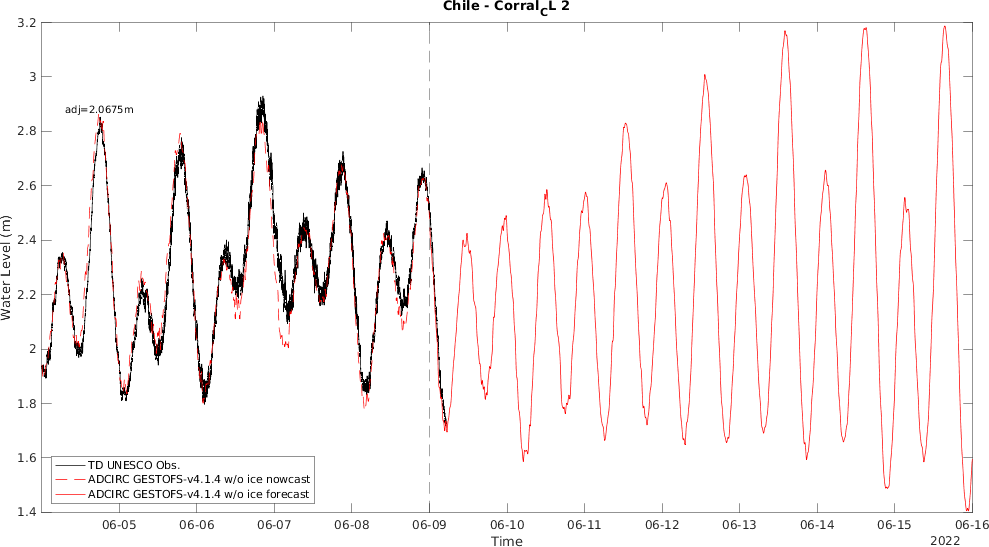 Chile - Corral_CL 2
3.2
3
2.8
2.6
2.4
2.2
2
1.8
1.6
1.4
Water Level (m)
adj=2.0675m
TD UNESCO Obs.
ADCIRC GESTOFS-v4.1.4 w/o ice nowcast
ADCIRC GESTOFS-v4.1.4 w/o ice forecast
06-05 06-06 06-07 06-08 06-09 06-10 06-11 06-12 06-13 06-14 06-15 06-16
Time
2022